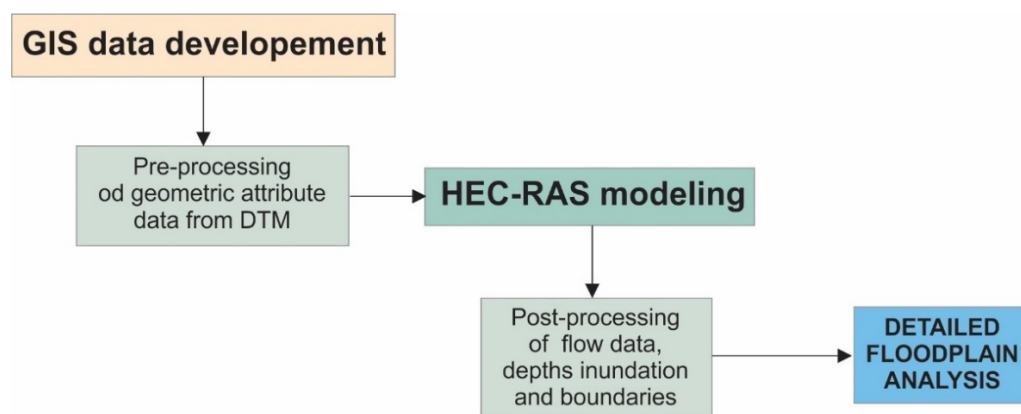 GIS data developement
Pre-processing
od geometric attribute
data from DTM
HEC-RAS modeling
Post-processing
of flow data,
depths inundation
and boundaries
DETAILED
FLOODPLAIN
ANALYSIS